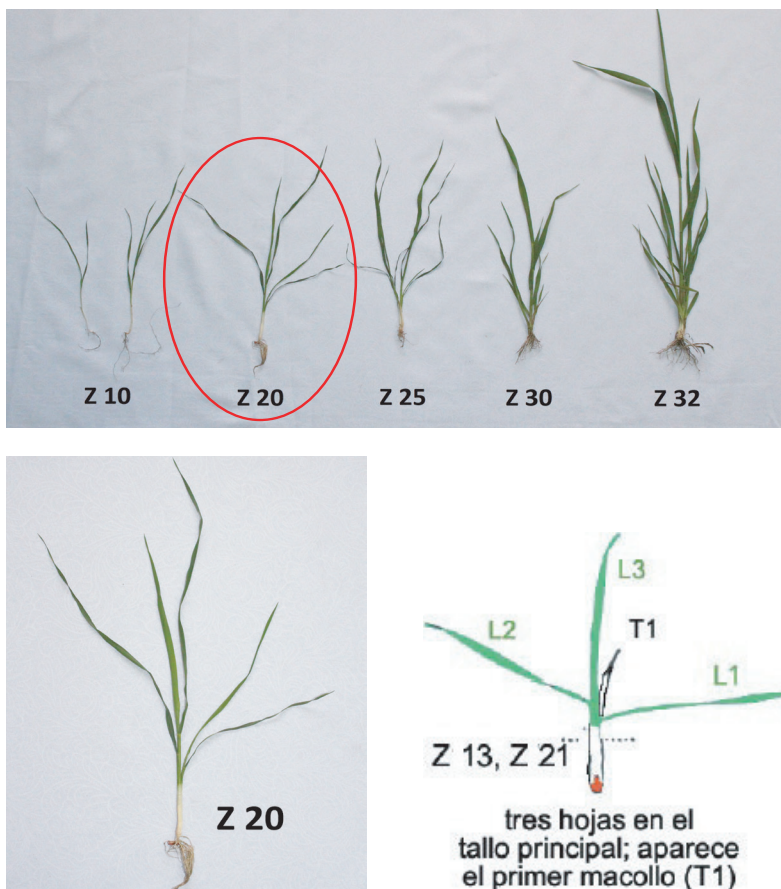 Z 10
Z 20
Z 25
Z 30
Z 32
Z 20
L3
L2
T1
L1
Z 13, Z 21
tres hojas en el
tallo principal; aparece
el primer macollo (T1)